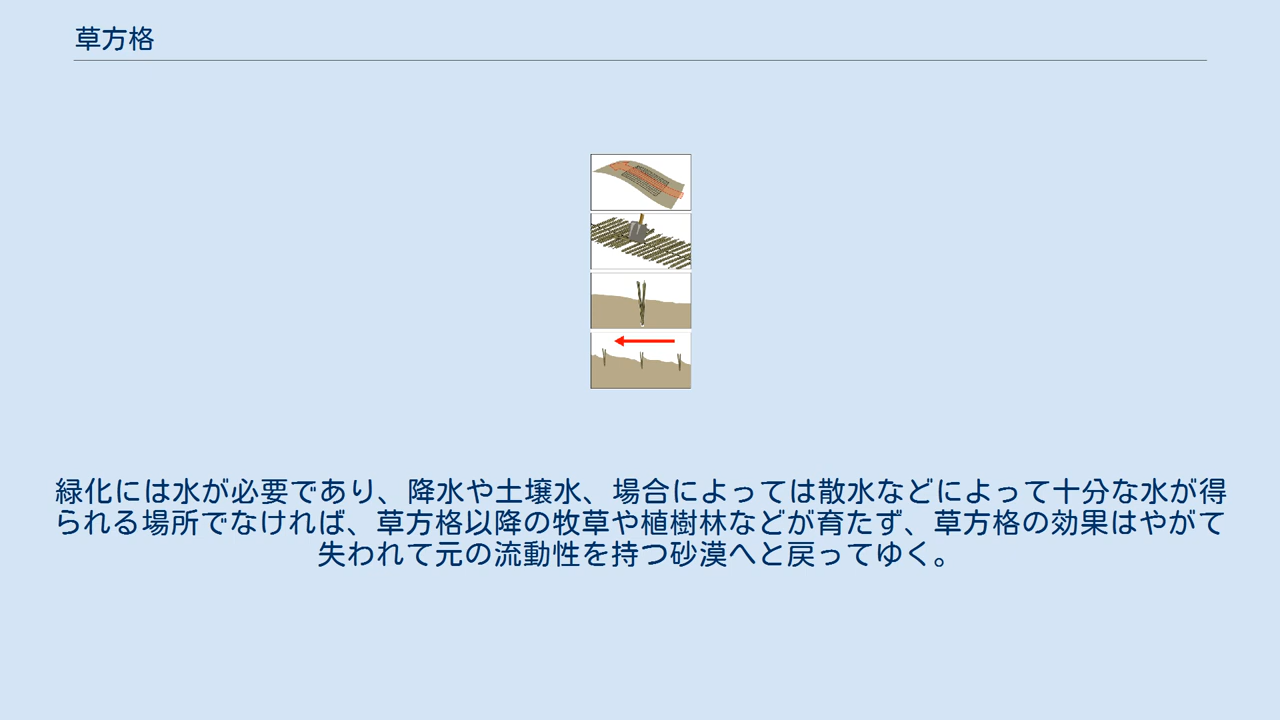 草方格
緑化には水が必要であり、降水や土壌水、場合によっては散水などによって十分な水が得
られる場所でなければ、草方格以降の牧草や植樹林などが育たず、草方格の効果はやがて
失われて元の流動性を持つ砂漠へと戻ってゆく。